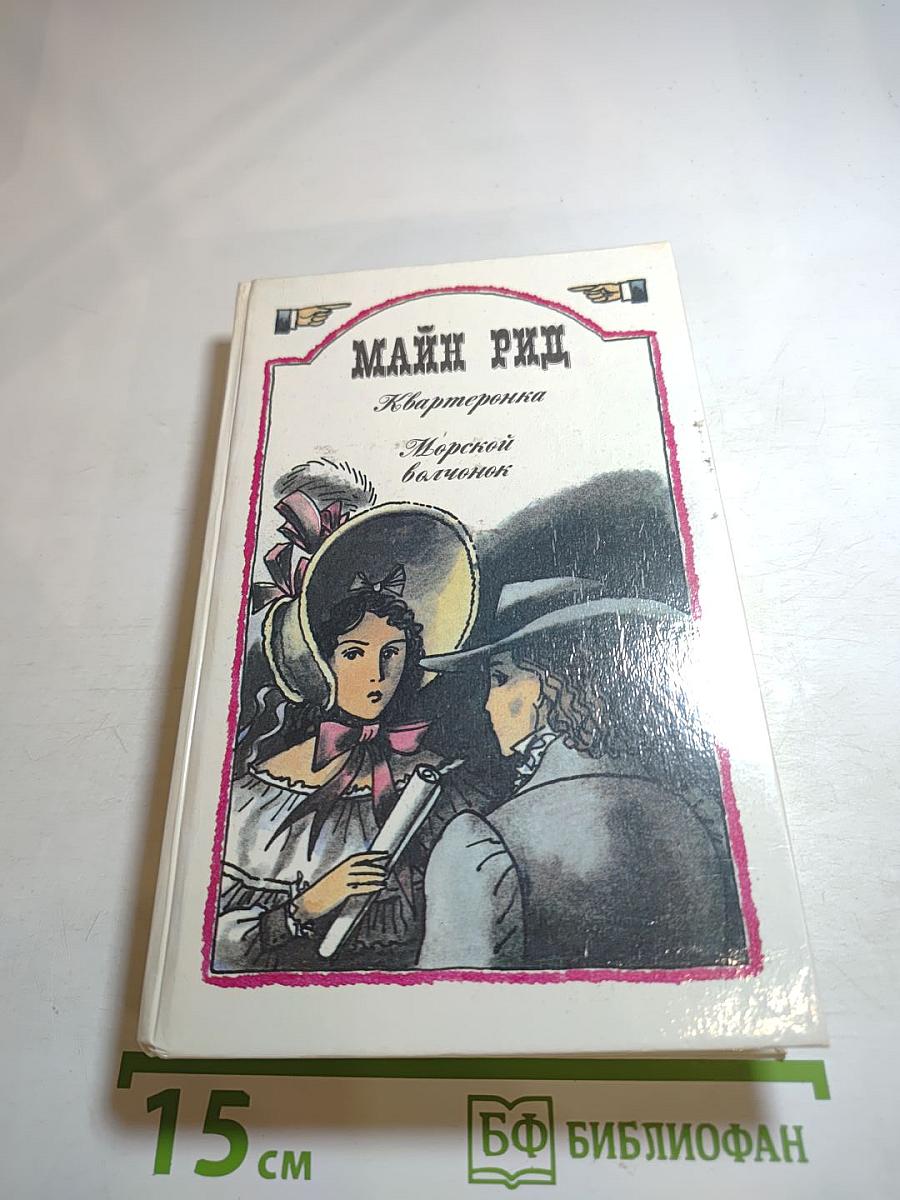 МАЙН РИД
Квартеронка
Морской
волчонок
15 см
БФ БИБЛИОФАН